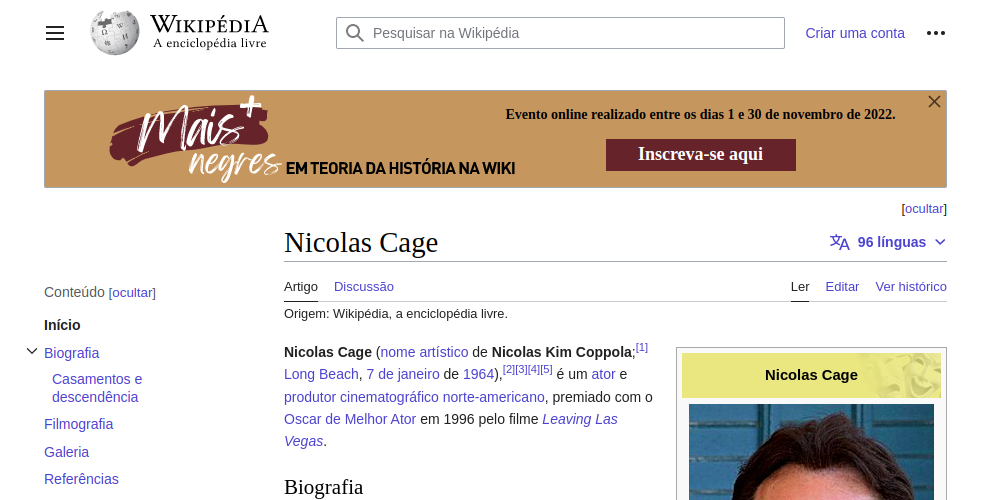 WIKIPÉDIA
A enciclopédia livre
Pesquisar na Wikipédia
Criar uma conta
Mais+
negres
EM TEORIA DA HISTÓRIA NA WIKI
Evento online realizado entre os dias 1 e 30 de novembro de 2022.
Inscreva-se aqui
[ocultar]
Nicolas Cage
96 línguas
Artigo Discussão Ler Editar Ver histórico
Origem: Wikipédia, a enciclopédia livre.
Conteúdo [ocultar]
Início
Biografia
Casamentos e
descendência
Filmografia
Galeria
Referências
Nicolas Cage (nome artístico de Nicolas Kim Coppola;[1]
Long Beach, 7 de janeiro de 1964),[2][3][4][5] é um ator e
produtor cinematográfico norte-americano, premiado com o
Oscar de Melhor Ator em 1996 pelo filme Leaving Las
Vegas.
Biografia
Nicolas Cage